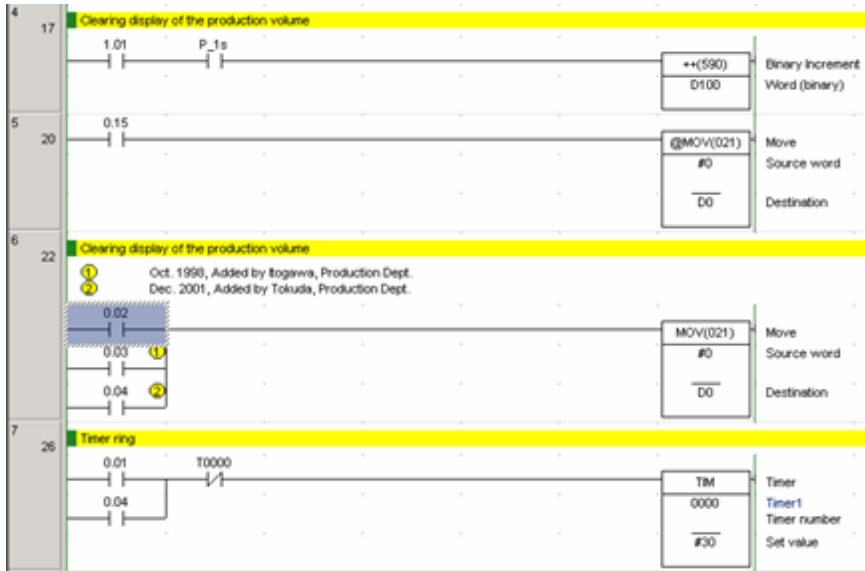 4
17
Clearing display of the production volume
1.01 P_1s
++(590) Binary Increment
D100 Word (binary)
5
20
0.15
@MOV(021) Move
#0 Source word
D0 Destination
6
22
Clearing display of the production volume
1 Oct. 1998, Added by Itogawa, Production Dept.
2 Dec. 2001, Added by Tokuda, Production Dept.
0.02
MOV(021) Move
0.03 1 #0 Source word
0.04 2 D0 Destination
7
26
Timer ring
0.01 T0000
TIM Timer
0.04 0000 Timer1
Timer number
#30 Set value